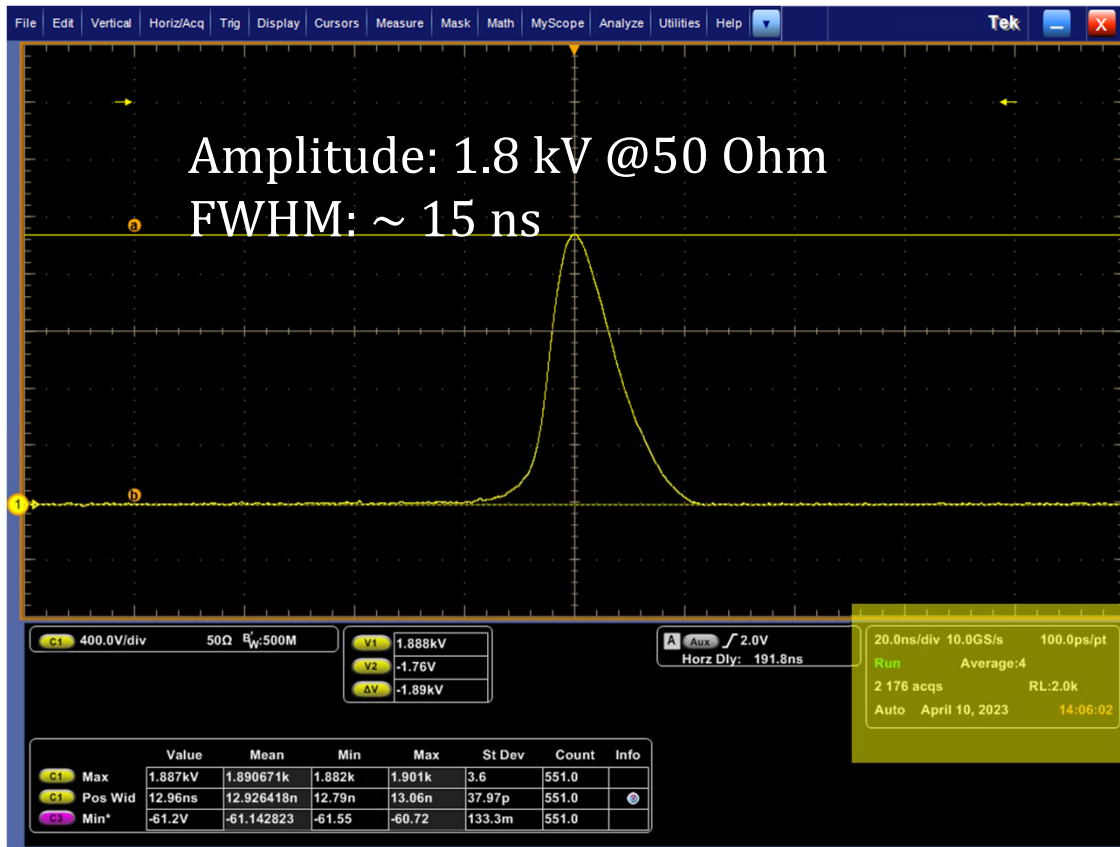 File Edit Vertical Horiz/Acq Trig Display Cursors Measure Mask Math MyScope Analyze Utilities Help Tek X
Amplitude: 1.8 kV @50 Ohm
FWHM: ~ 15 ns
a
b
1
C1 400.0V/div 50Ω BW:500M
V1 1.888kV
V2 -1.76V
ΔV -1.89kV
A Aux 2.0V
Horz Dly: 191.8ns
20.0ns/div 10.0GS/s 100.0ps/pt
Run Average:4
2 176 acqs RL:2.0k
Auto April 10, 2023 14:06:02
Value Mean Min Max St Dev Count Info
C1 Max 1.887kV 1.890671k 1.882k 1.901k 3.6 551.0
C1 Pos Wid 12.96ns 12.926418n 12.79n 13.06n 37.97p 551.0
C3 Min* -61.2V -61.142823 -61.55 -60.72 133.3m 551.0